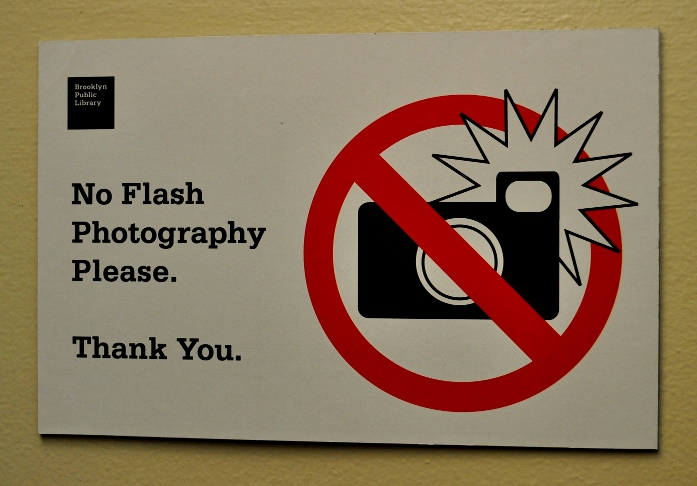 Brooklyn
Public
Library
No Flash
Photography
Please.
Thank You.